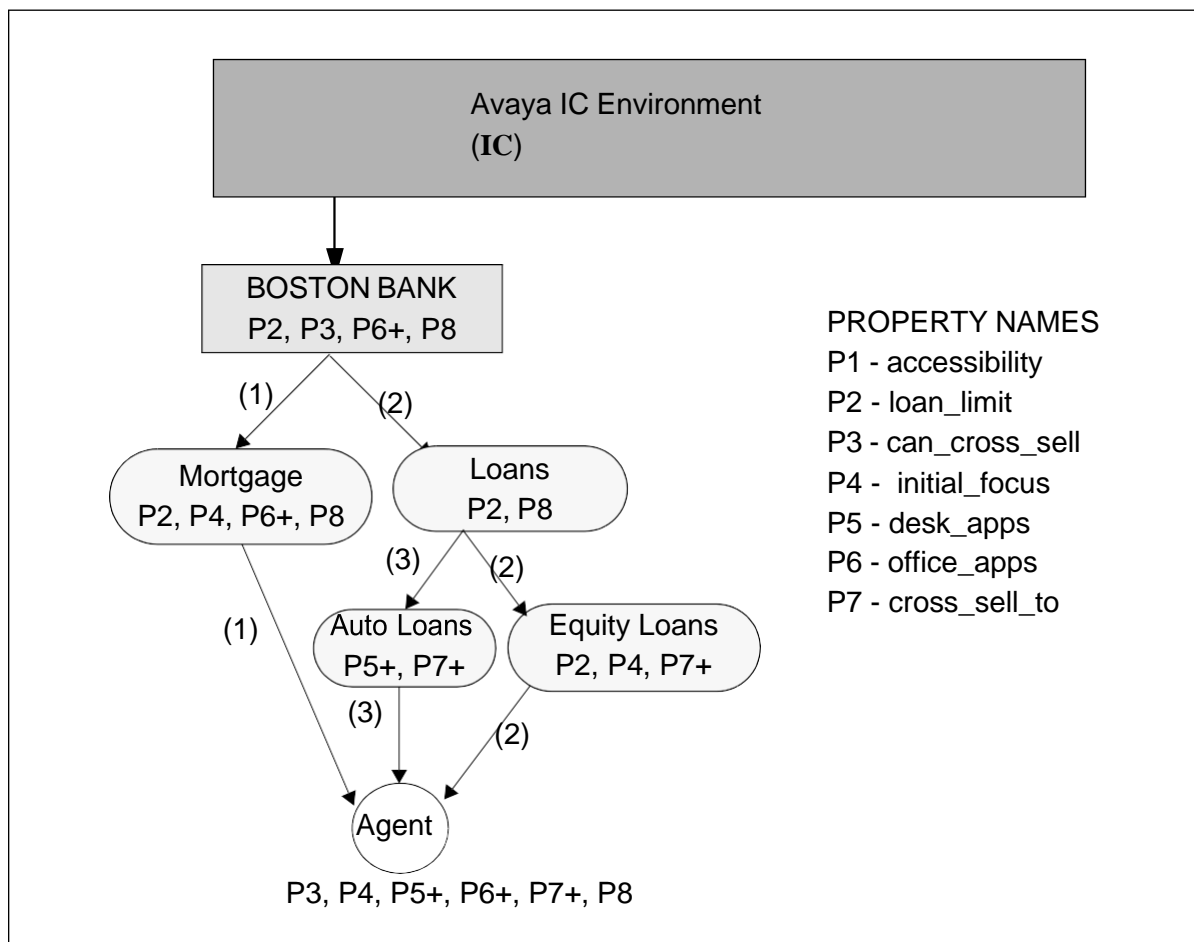 Avaya IC Environment
(IC)
BOSTON BANK
P2, P3, P6+, P8
(1)
(2)
Mortgage
P2, P4, P6+, P8
Loans
P2, P8
(3)
(2)
Auto Loans
P5+, P7+
Equity Loans
P2, P4, P7+
(1)
(3)
(2)
Agent
P3, P4, P5+, P6+, P7+, P8
PROPERTY NAMES
P1 - accessibility
P2 - loan_limit
P3 - can_cross_sell
P4 - initial_focus
P5 - desk_apps
P6 - office_apps
P7 - cross_sell_to